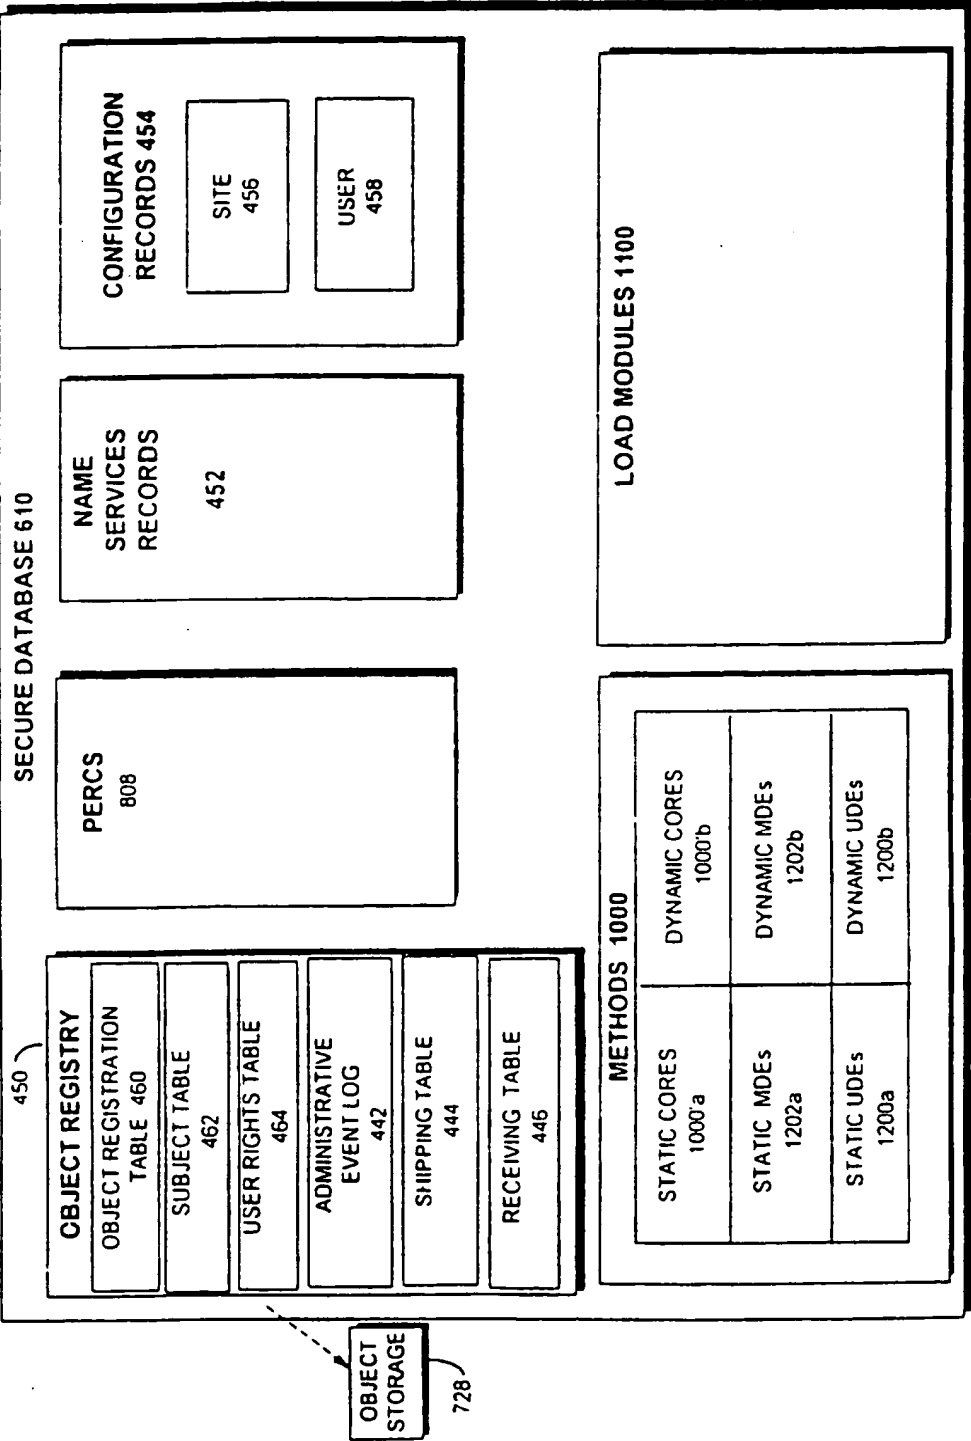 SECURE DATABASE 610
450
OBJECT REGISTRY
OBJECT REGISTRATION
TABLE 460
SUBJECT TABLE
462
USER RIGHTS TABLE
464
ADMINISTRATIVE
EVENT LOG
442
SHIPPING TABLE
444
RECEIVING TABLE
446
OBJECT
STORAGE
728
PERCS
808
NAME
SERVICES
RECORDS
452
CONFIGURATION
RECORDS 454
SITE
456
USER
458
METHODS 1000
STATIC CORES
1000'a
DYNAMIC CORES
1000'b
STATIC MDEs
1202a
DYNAMIC MDEs
1202b
STATIC UDEs
1200a
DYNAMIC UDEs
1200b
LOAD MODULES 1100